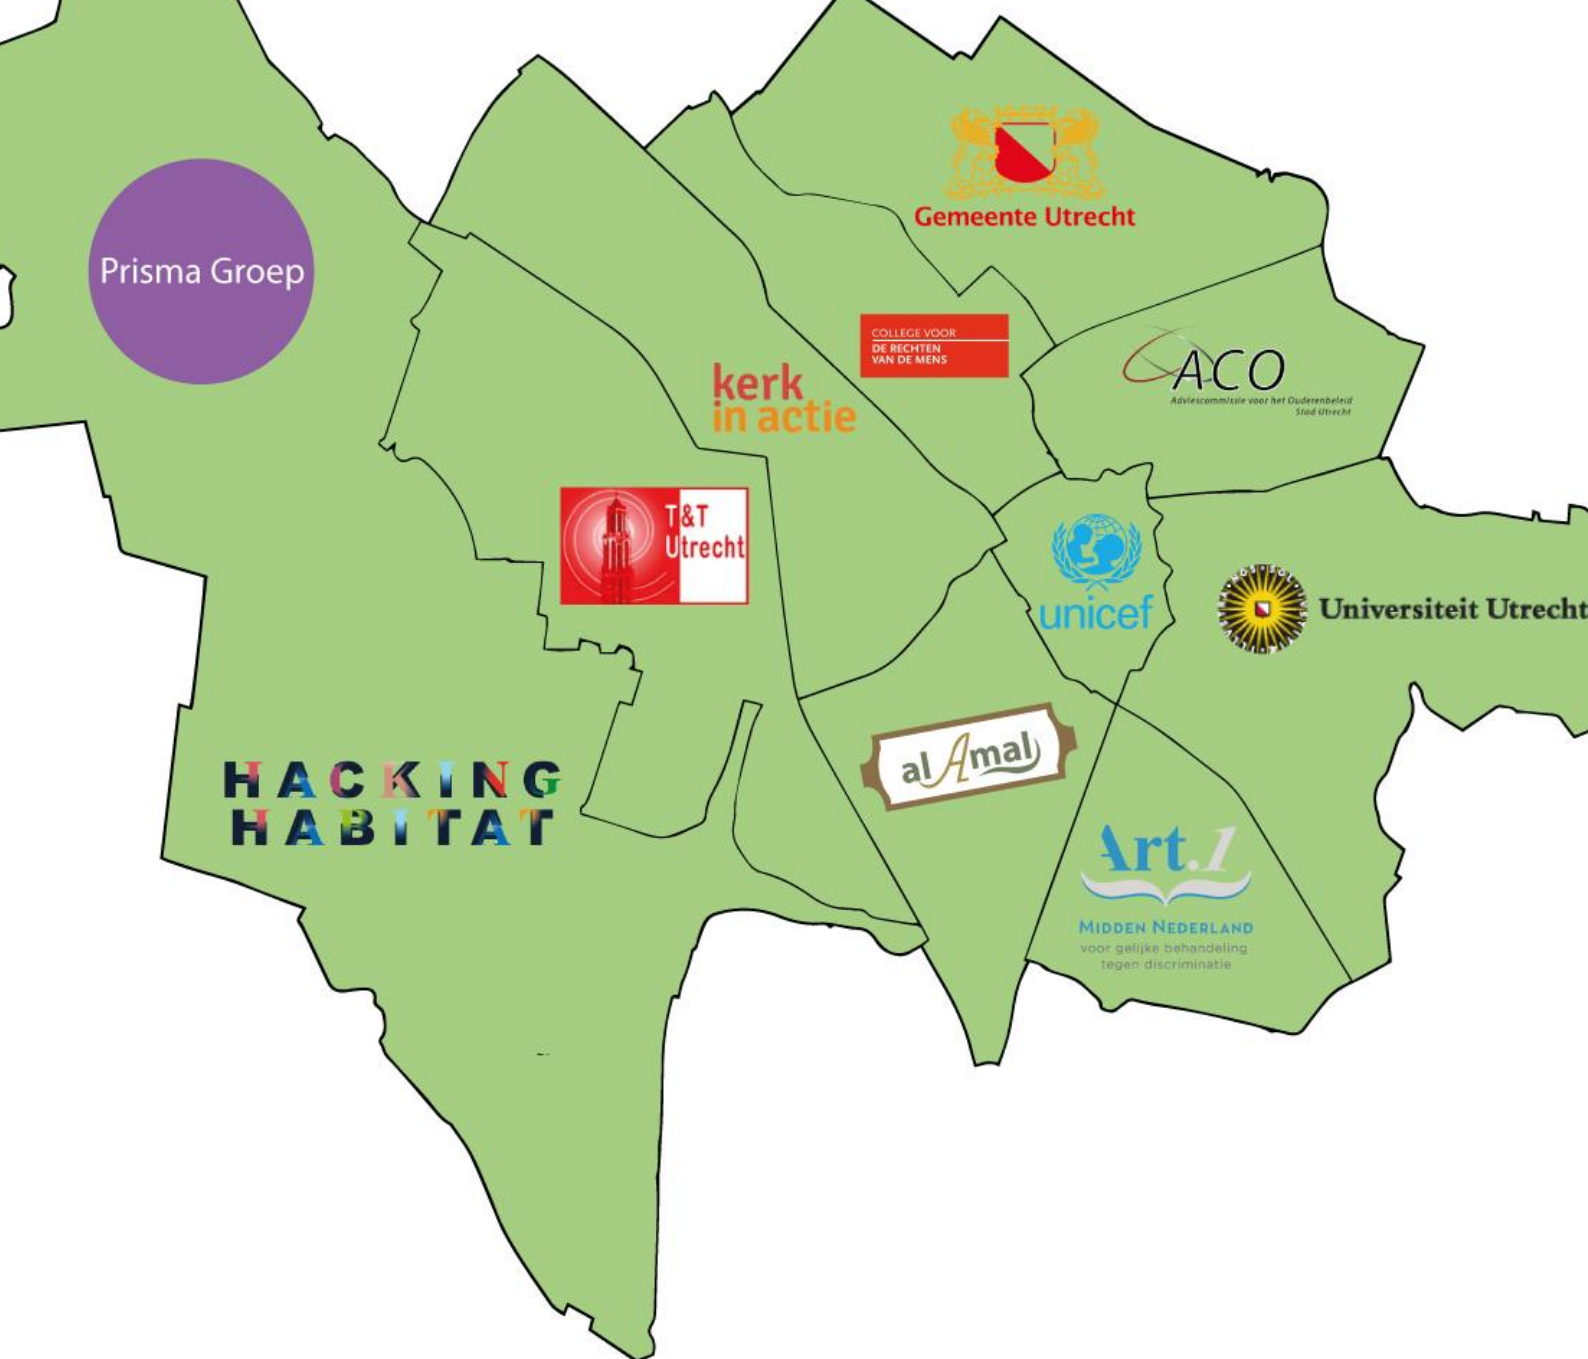 Gemeente Utrecht
Prisma Groep
COLLEGE VOOR
DE RECHTEN
VAN DE MENS
ACO
Adviescommissie voor het Ouderenbeleid
Stad Utrecht
kerk
in actie
T&T
Utrecht
unicef
Universiteit Utrecht
al Amal
HACKING
HABITAT
Art.1
MIDDEN NEDERLAND
voor gelijke behandeling
tegen discriminatie